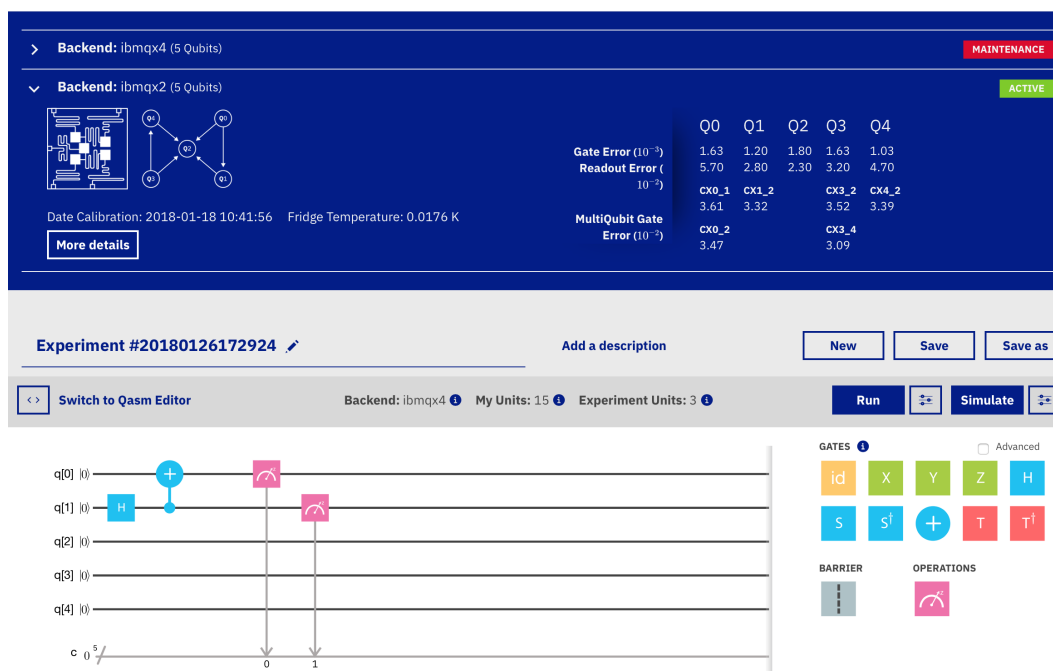 Backend: ibmqx4 (5 Qubits) MAINTENANCE
Backend: ibmqx2 (5 Qubits) ACTIVE
Q4 Q0
Q2
Q3 Q1
Q0 Q1 Q2 Q3 Q4
Gate Error (10⁻³) 1.63 1.20 1.80 1.63 1.03
Readout Error ( 5.70 2.80 2.30 3.20 4.70
10⁻²)
CX0_1 CX1_2 CX3_2 CX4_2
3.61 3.32 3.52 3.39
MultiQubit Gate
Error (10⁻²)
CX0_2 CX3_4
3.47 3.09
Date Calibration: 2018-01-18 10:41:56 Fridge Temperature: 0.0176 K
More details
Experiment #20180126172924 Add a description New Save Save as
Switch to Qasm Editor Backend: ibmqx4 My Units: 15 Experiment Units: 3 Run Simulate
GATES Advanced
id X Y Z H
S S† + T T†
BARRIER OPERATIONS
z
q[0] |0⟩ + z
q[1] |0⟩ H z
q[2] |0⟩
q[3] |0⟩
q[4] |0⟩
c 0 5
0 1